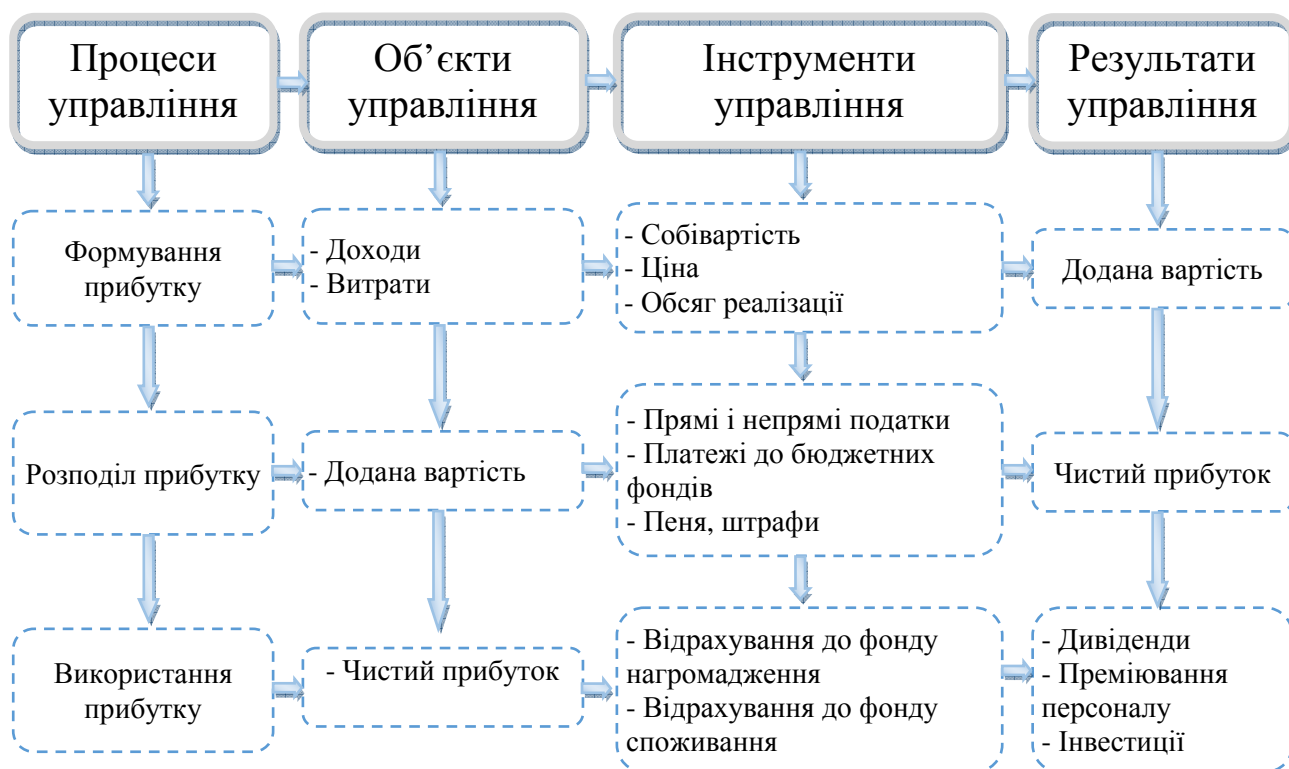 Процеси
управління
Об’єкти
управління
Інструменти
управління
Результати
управління
Формування
прибутку
- Доходи
- Витрати
- Собівартість
- Ціна
- Обсяг реалізації
Додана вартість
Розподіл прибутку
- Додана вартість
- Прямі і непрямі податки
- Платежі до бюджетних
фондів
- Пеня, штрафи
Чистий прибуток
Використання
прибутку
- Чистий прибуток
- Відрахування до фонду
нагромадження
- Відрахування до фонду
споживання
- Дивіденди
- Преміювання
персоналу
- Інвестиції